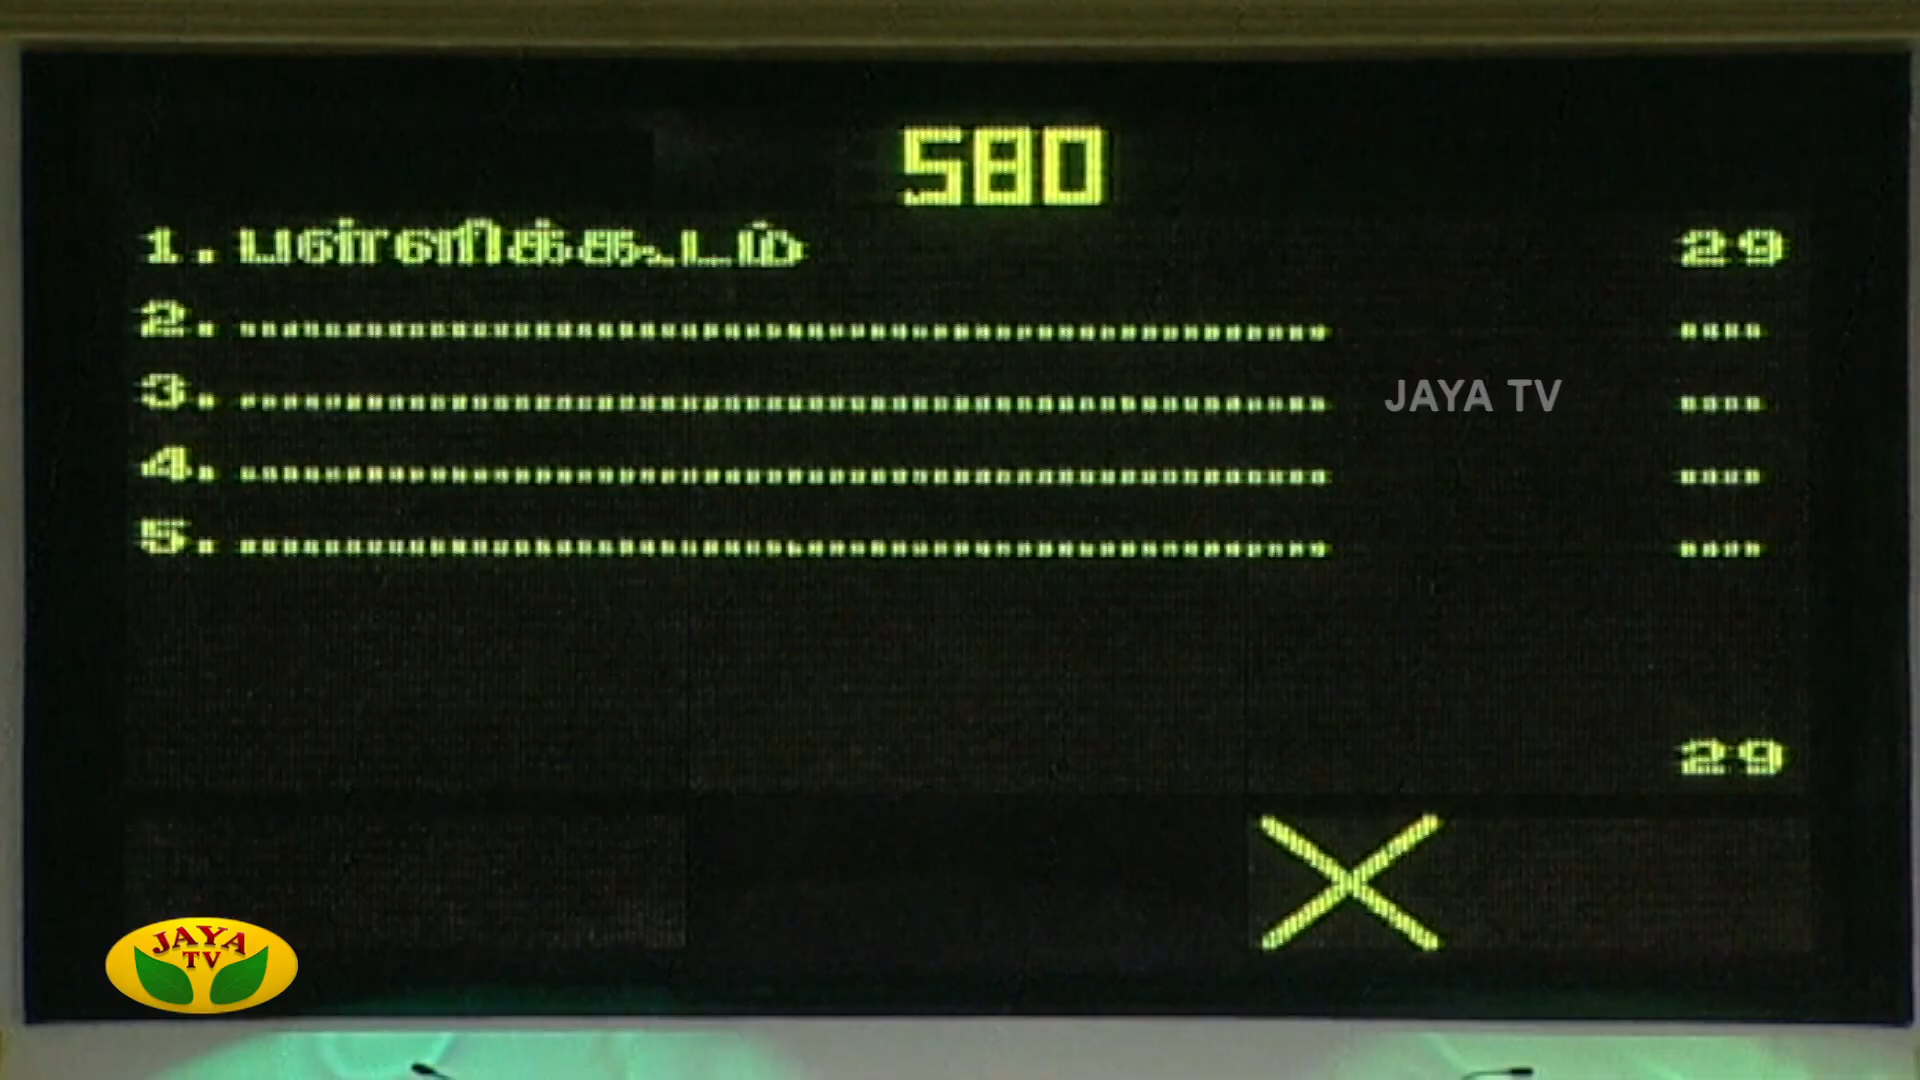 580
1. பள்ளிக்கூடம் 29
2. ---------------------------------------------------- ----
3. ---------------------------------------------------- ----
JAYA TV
4. ---------------------------------------------------- ----
5. ---------------------------------------------------- ----
29
X
JAYA
TV